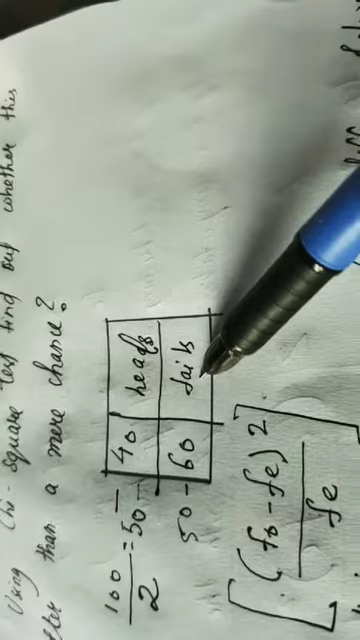 Using Chi-square test find out whether this
than a mere chance?
100/2 = 50 - 40 heads
50 - 60 tails
[(fo-fe)²/fe]